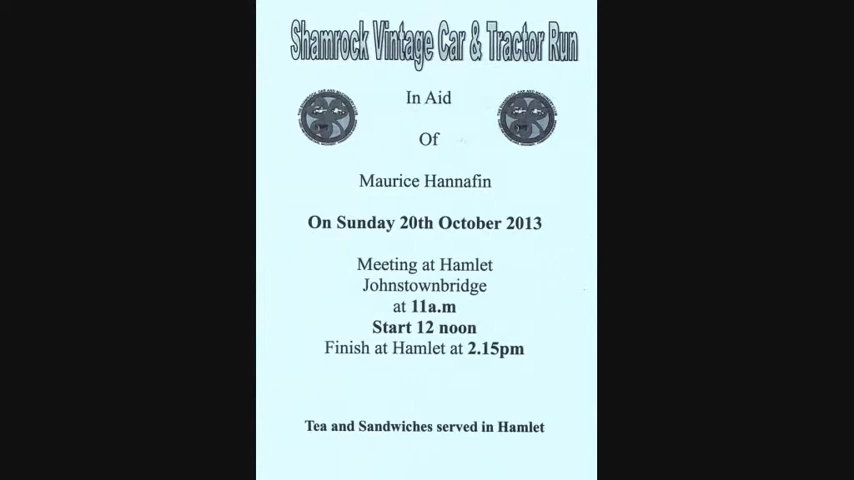 Shamrock Vintage Car & Tractor Run
In Aid
Of
Maurice Hannafin
On Sunday 20th October 2013
Meeting at Hamlet
Johnstownbridge
at 11a.m
Start 12 noon
Finish at Hamlet at 2.15pm
Tea and Sandwiches served in Hamlet